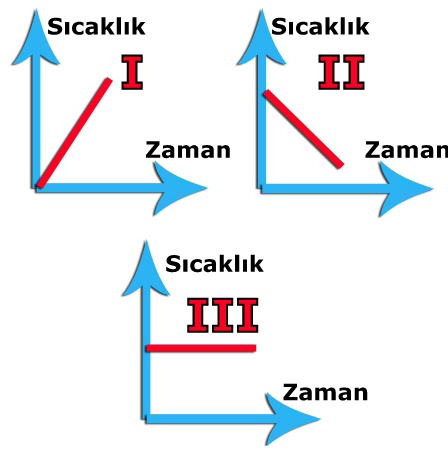 Sıcaklık
I
Zaman
Sıcaklık
II
Zaman
Sıcaklık
III
Zaman